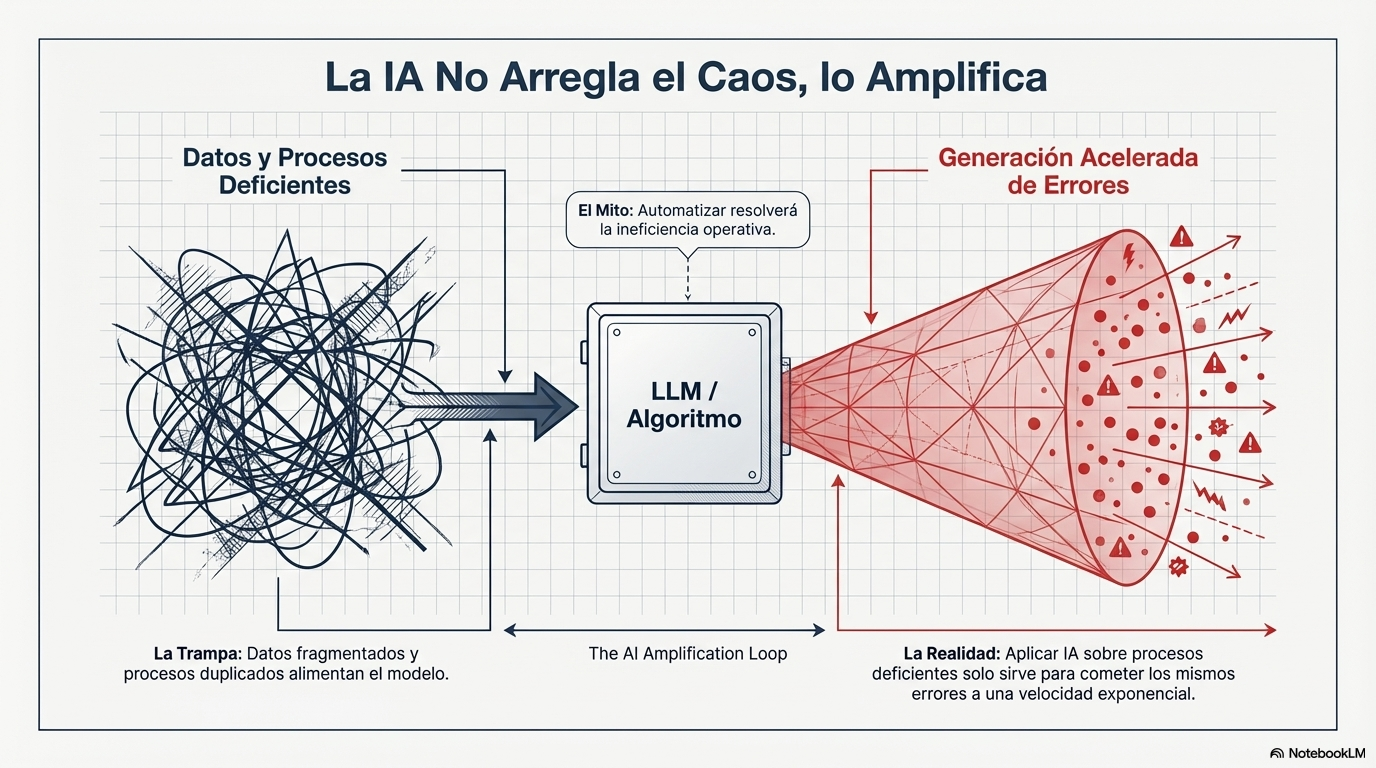 La IA No Arregla el Caos, lo Amplifica
Datos y Procesos
Deficientes
El Mito: Automatizar resolverá
la ineficiencia operativa.
Generación Acelerada
de Errores
LLM /
Algoritmo
La Trampa: Datos fragmentados y
procesos duplicados alimentan el modelo.
The AI Amplification Loop
La Realidad: Aplicar IA sobre procesos
deficientes solo sirve para cometer los mismos
errores a una velocidad exponencial.
NotebookLM